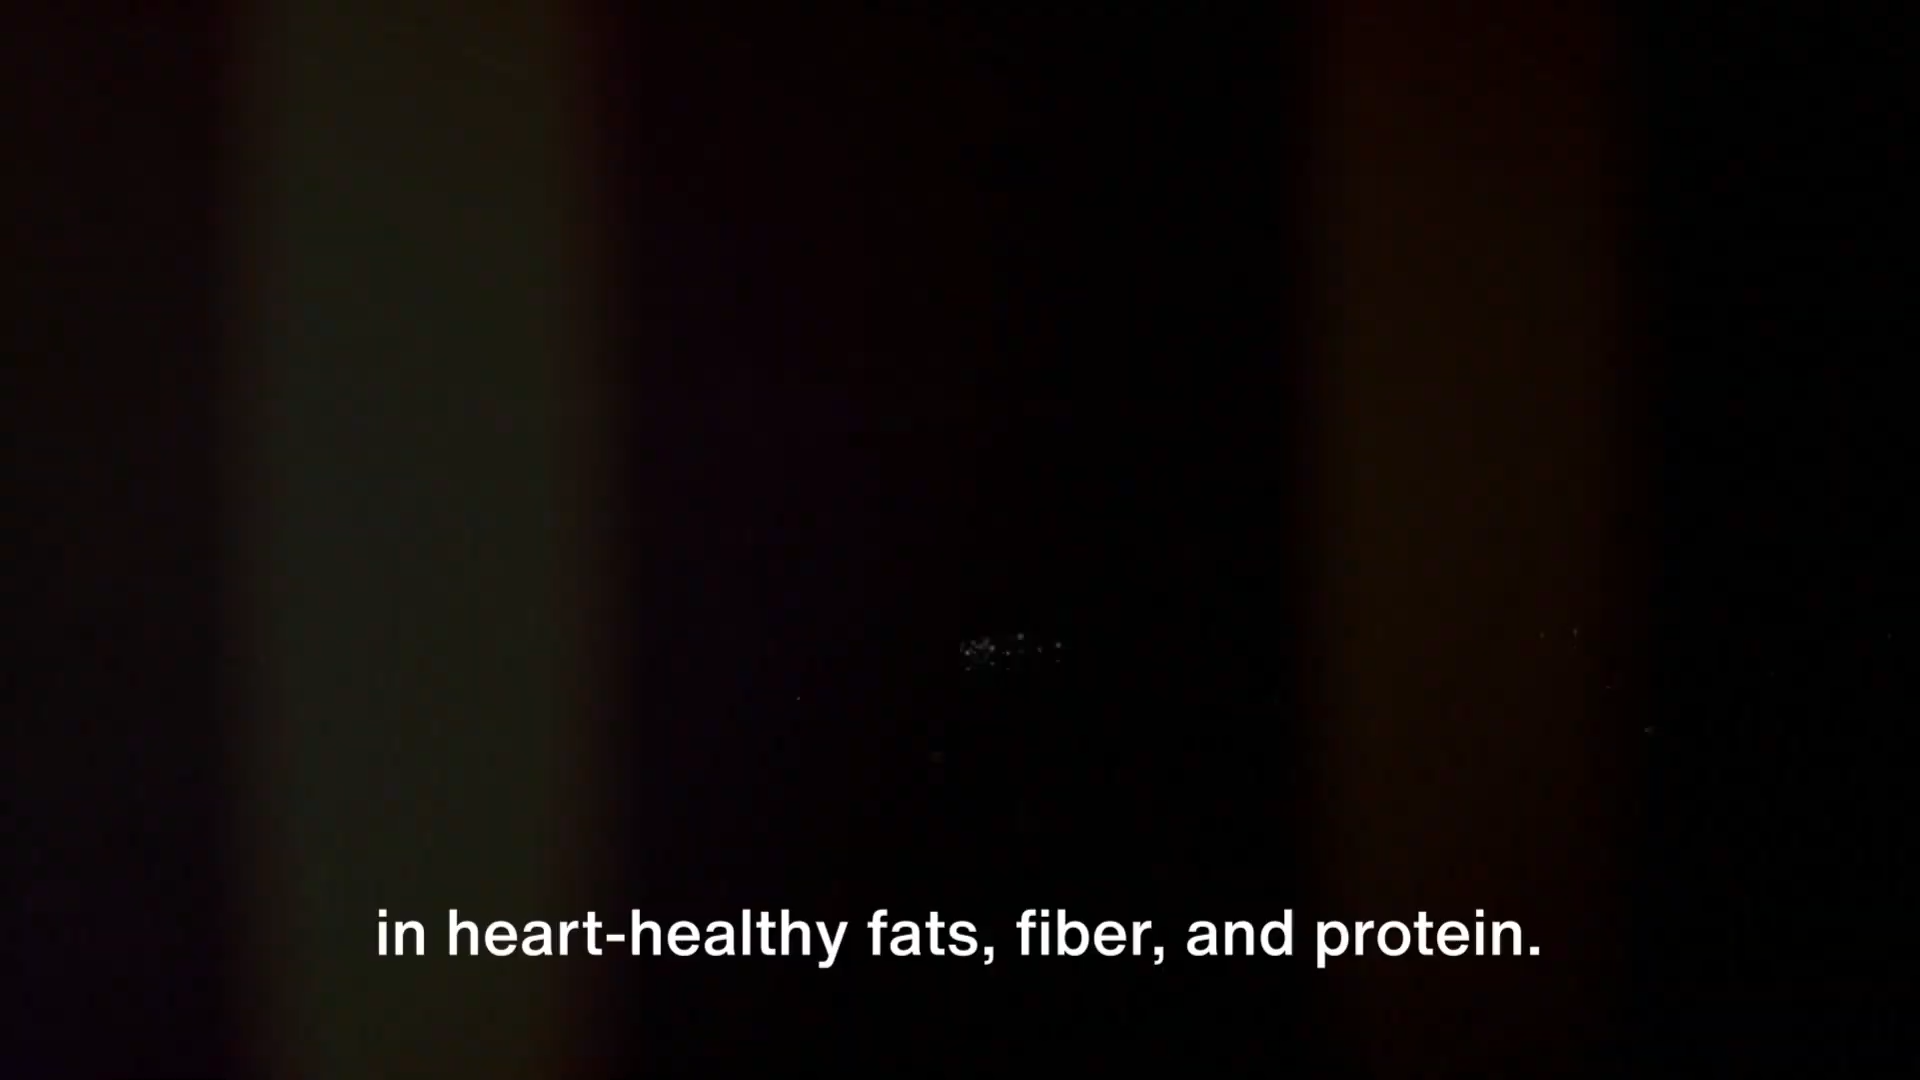 in heart-healthy fats, fiber, and protein.